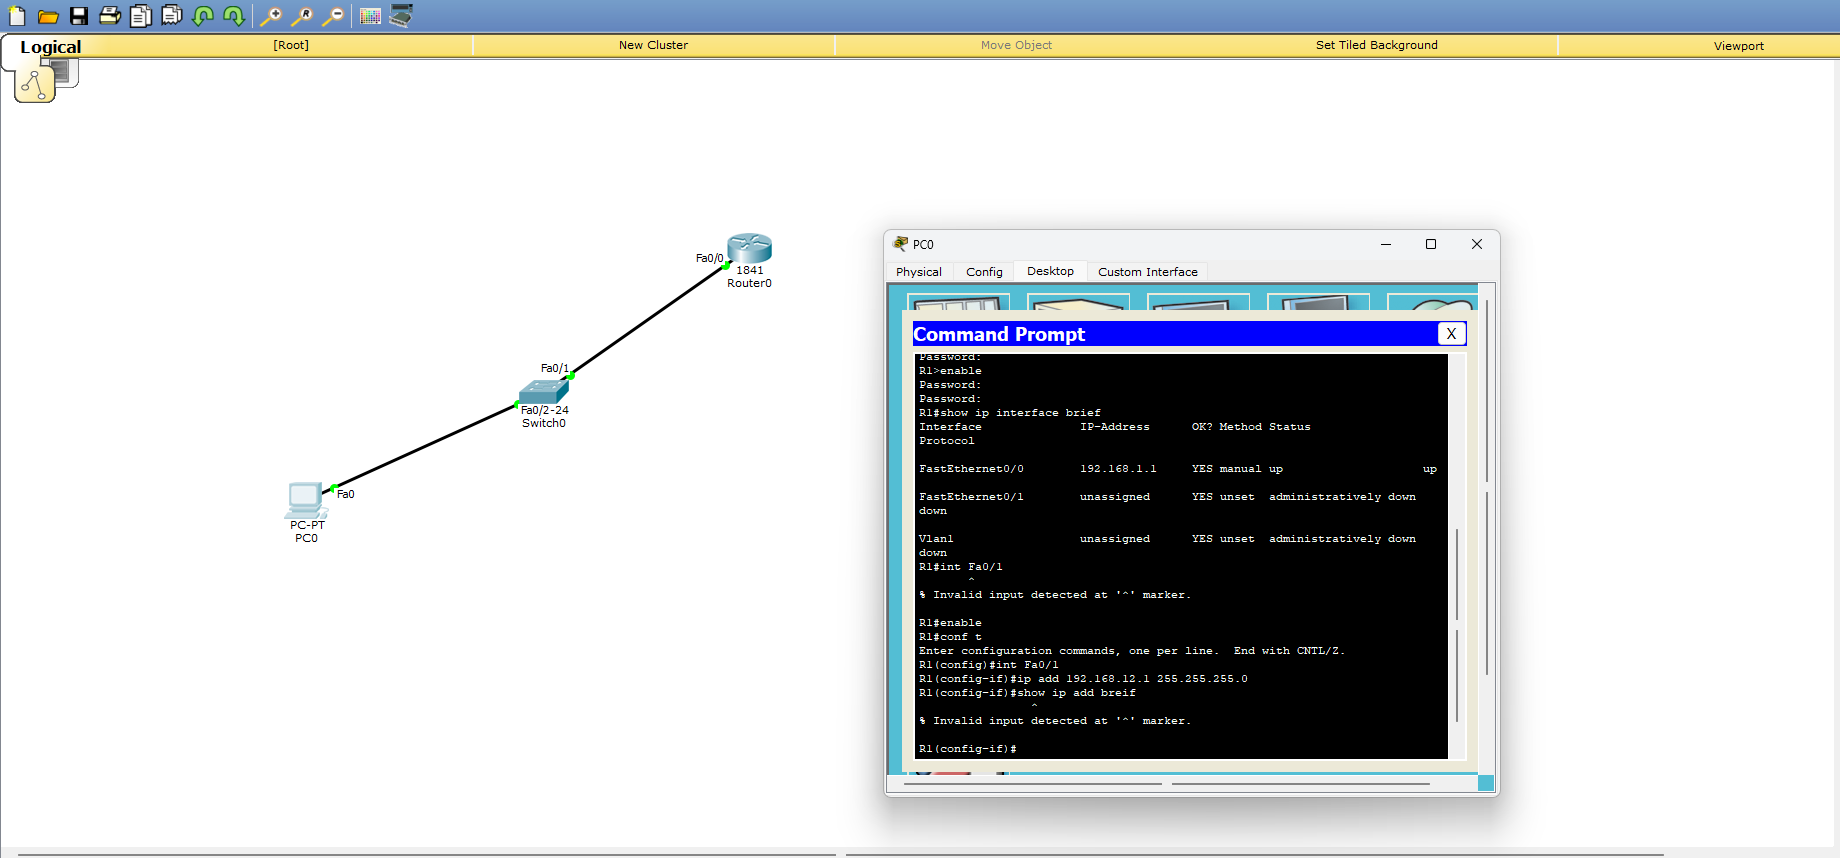 Logical
[Root]
New Cluster
Move Object
Set Tiled Background
Viewport
Fa0/0
1841
Router0
Fa0/1
Fa0/2-24
Switch0
Fa0
PC-PT
PC0
PC0
Physical
Config
Desktop
Custom Interface
Command Prompt
X
Password:
R1>enable
Password:
Password:
R1#show ip interface brief
Interface IP-Address OK? Method Status
Protocol
FastEthernet0/0 192.168.1.1 YES manual up up
FastEthernet0/1 unassigned YES unset administratively down
down
Vlan1 unassigned YES unset administratively down
down
R1#int Fa0/1
^
% Invalid input detected at '^' marker.
R1#enable
R1#conf t
Enter configuration commands, one per line. End with CNTL/Z.
R1(config)#int Fa0/1
R1(config-if)#ip add 192.168.12.1 255.255.255.0
R1(config-if)#show ip add breif
^
% Invalid input detected at '^' marker.
R1(config-if)#